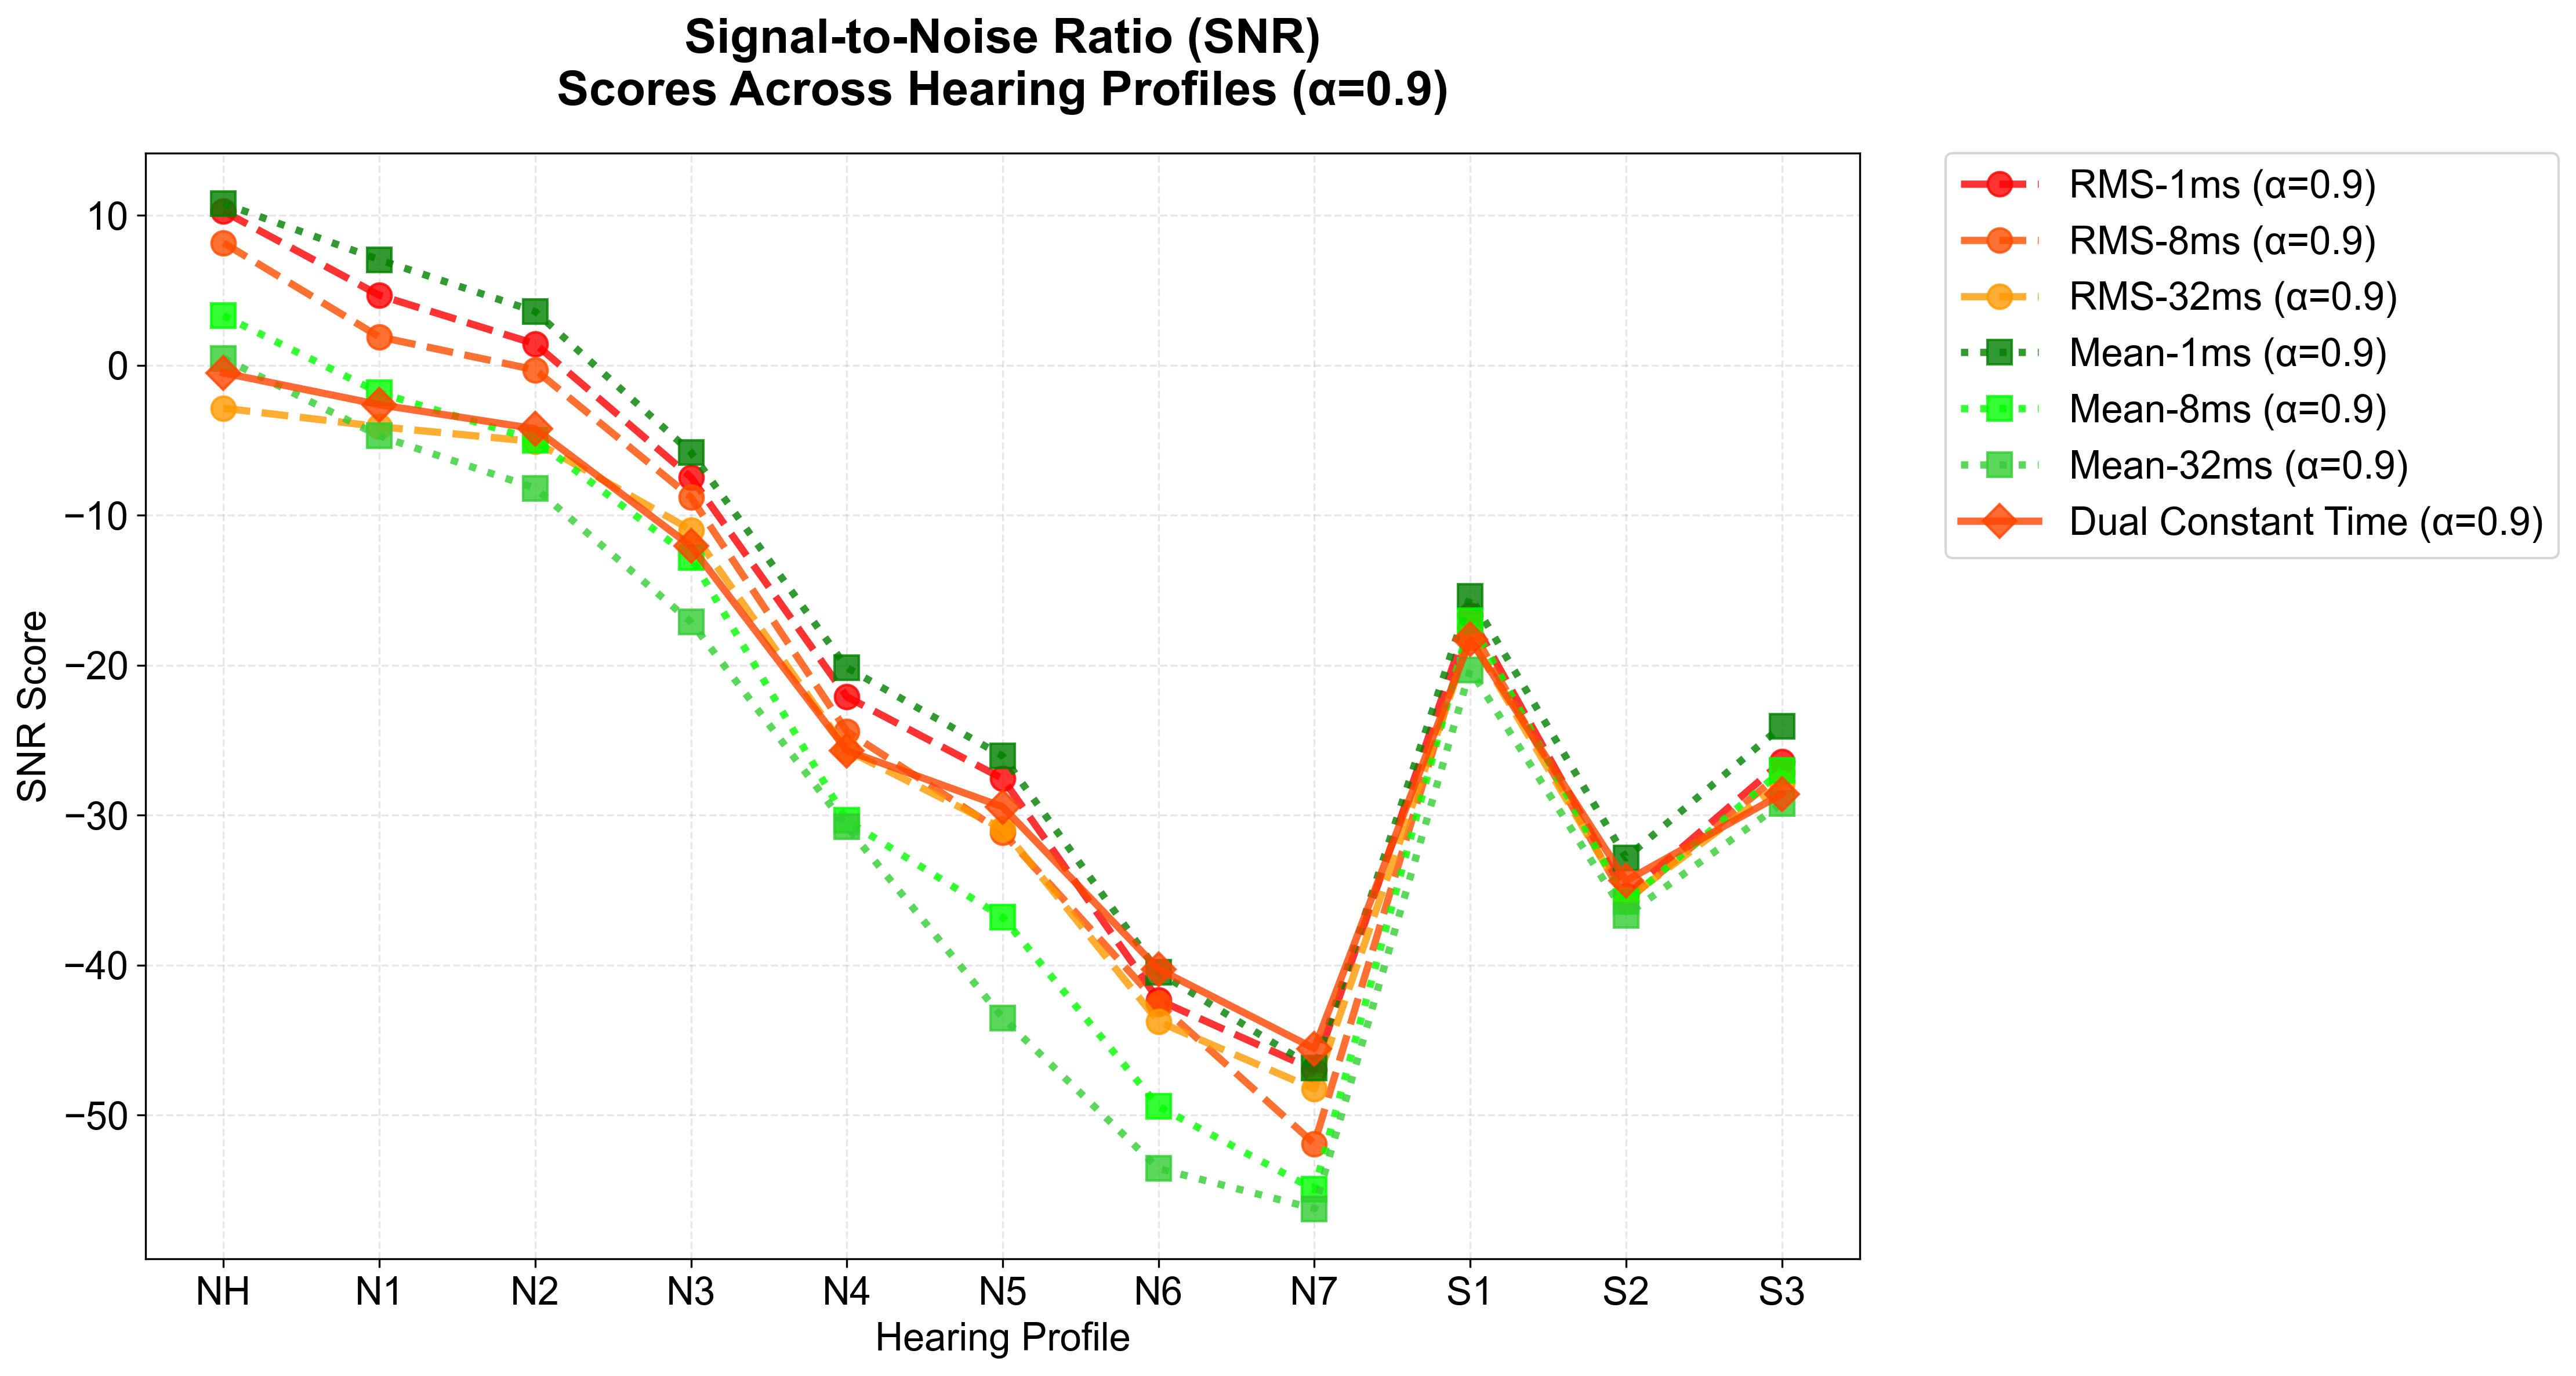 Signal-to-Noise Ratio (SNR)
Scores Across Hearing Profiles (α=0.9)
SNR Score
10
0
−10
−20
−30
−40
−50
NH N1 N2 N3 N4 N5 N6 N7 S1 S2 S3
Hearing Profile
RMS-1ms (α=0.9)
RMS-8ms (α=0.9)
RMS-32ms (α=0.9)
Mean-1ms (α=0.9)
Mean-8ms (α=0.9)
Mean-32ms (α=0.9)
Dual Constant Time (α=0.9)